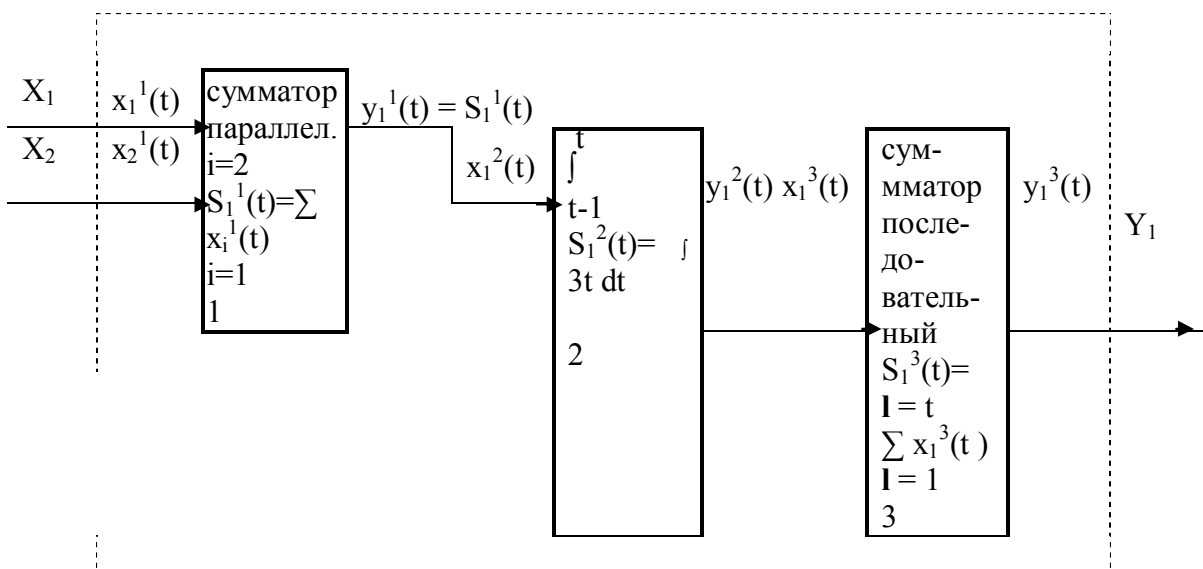 X₁
x₁¹(t)
X₂
x₂¹(t)
сумматор
параллел.
i=2
S₁¹(t)=∑
xᵢ¹(t)
i=1
1
y₁¹(t) = S₁¹(t)
x₁²(t)
t
∫
t-1
S₁²(t)= ∫
3t dt
2
y₁²(t) x₁³(t)
сум-
мматор
после-
до-
ватель-
ный
S₁³(t)=
l = t
∑ x₁³(t )
l = 1
3
y₁³(t)
Y₁